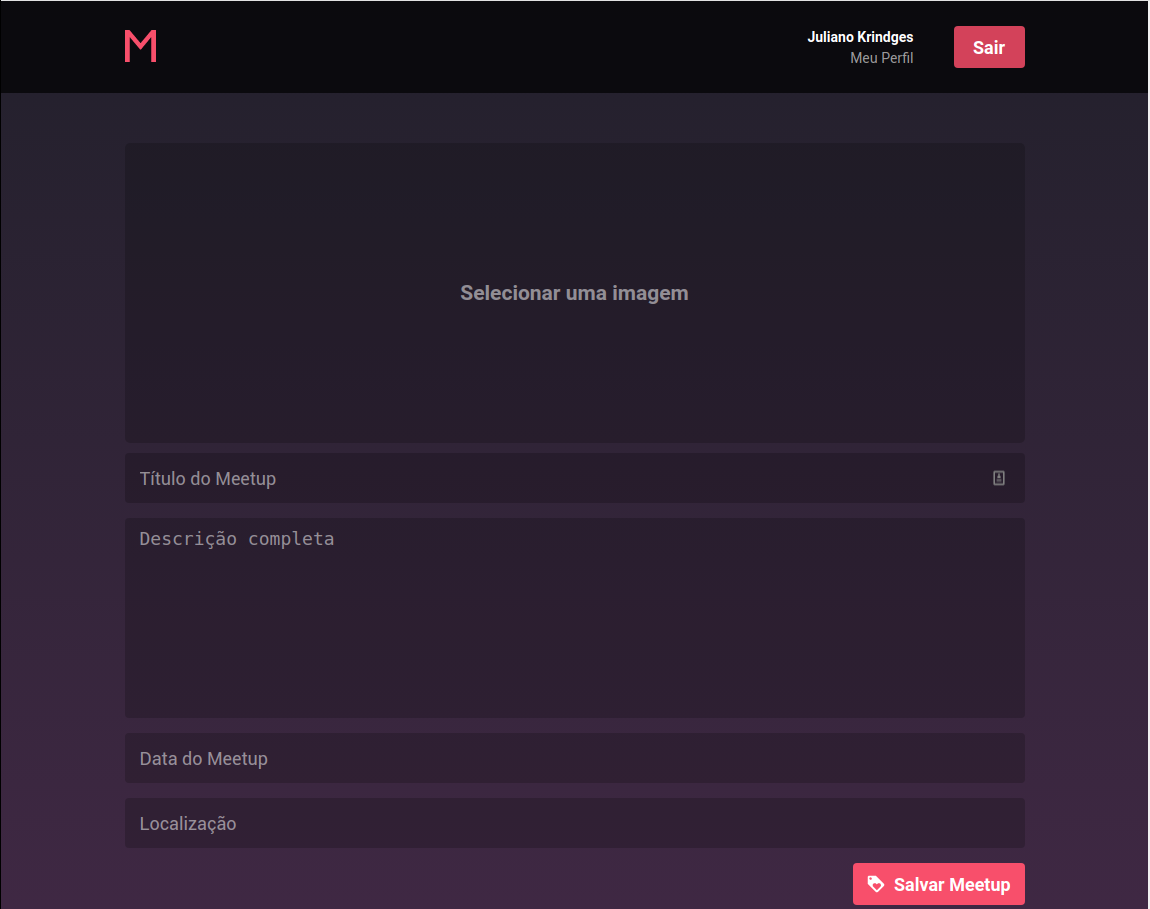 M
Juliano Krindges
Meu Perfil
Sair
Selecionar uma imagem
Título do Meetup
Descrição completa
Data do Meetup
Localização
Salvar Meetup